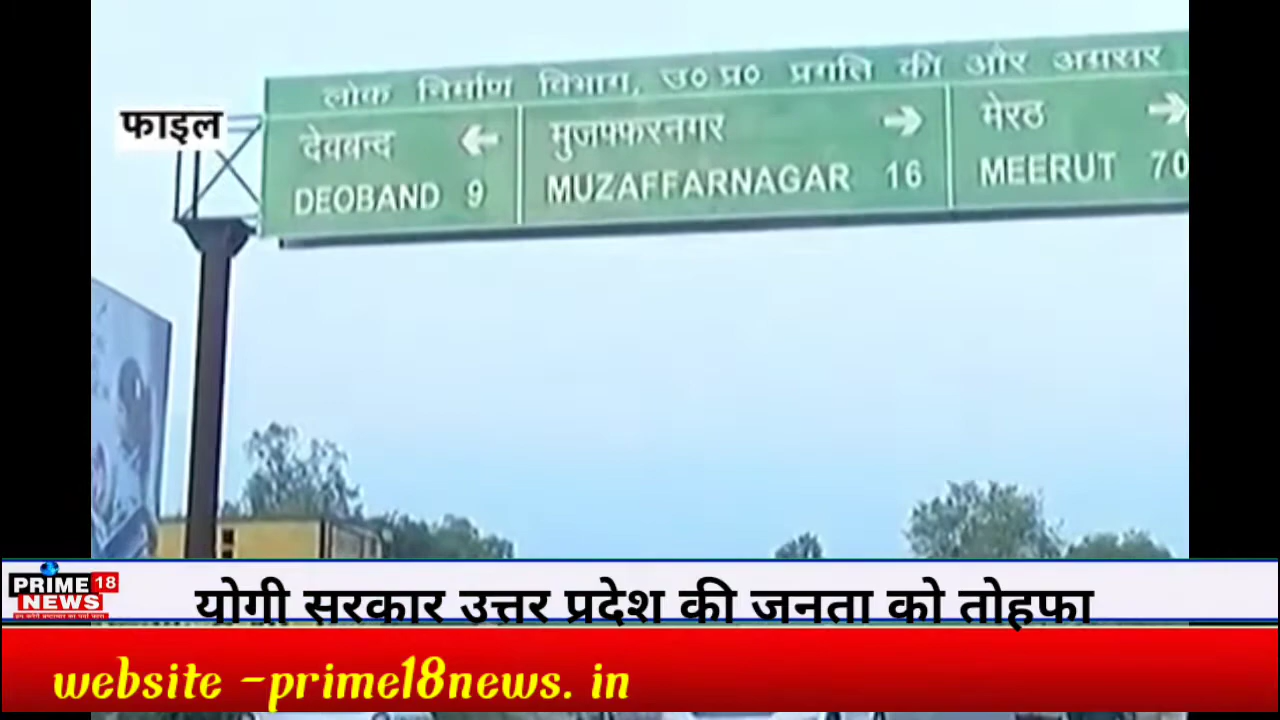 लोक निर्माण विभाग, उ० प्र० प्रगति की ओर अग्रसर
फाइल
देवबन्द ←
DEOBAND 9
मुजफ्फरनगर →
MUZAFFARNAGAR 16
मेरठ →
MEERUT 70
PRIME 18
NEWS
योगी सरकार उत्तर प्रदेश की जनता को तोहफा
website -prime18news. in